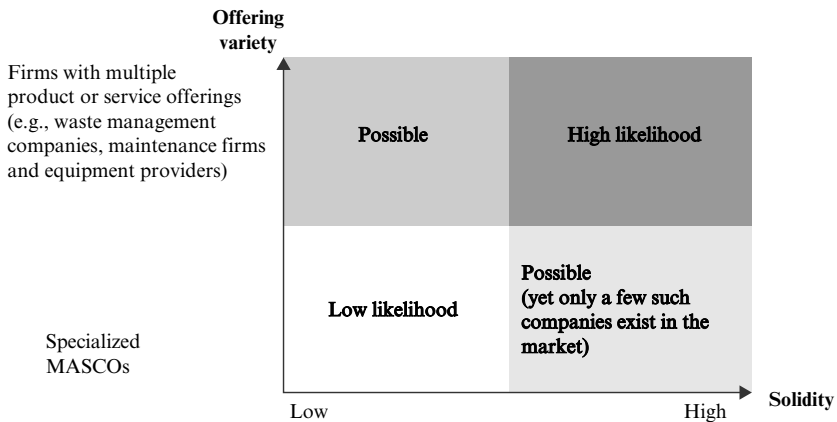 Offering
variety
Firms with multiple
product or service offerings
(e.g., waste management
companies, maintenance firms
and equipment providers)
Possible
High likelihood
Low likelihood
Possible
(yet only a few such
companies exist in the
market)
Specialized
MASCOs
Low
High
Solidity